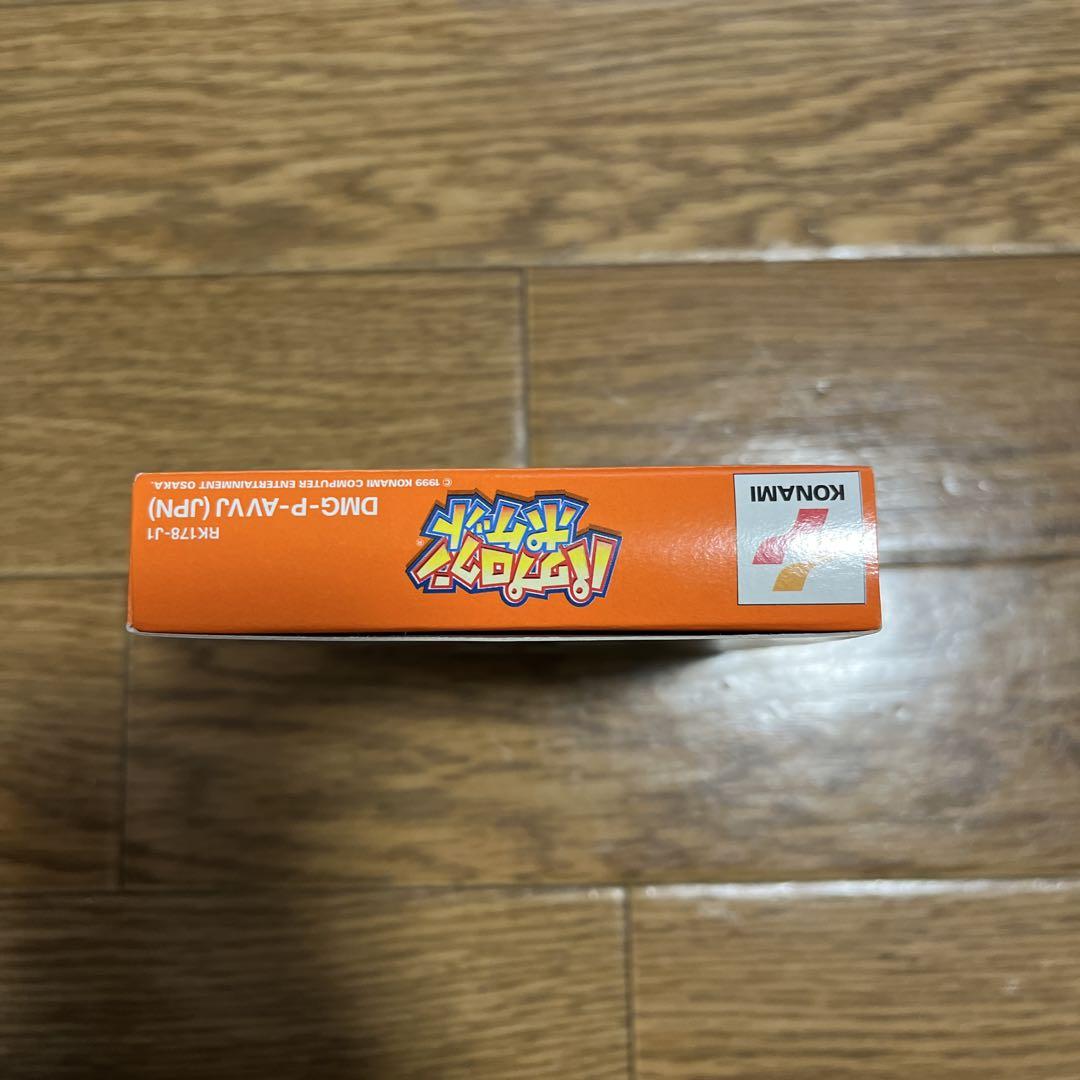 KONAMI
パワプロクン
ポケット
RK178-J1
DMG-P-AVVJ (JPN)
© 1999 KONAMI COMPUTER ENTERTAINMENT OSAKA.